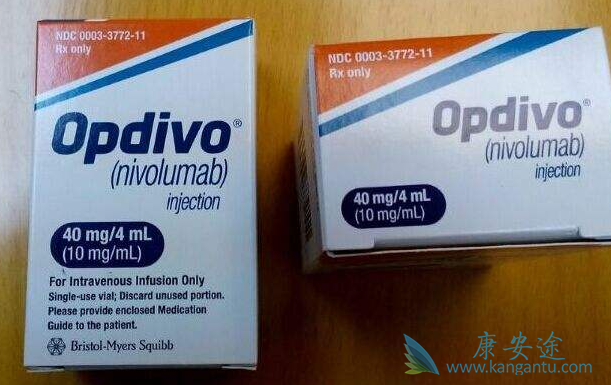 NDC 0003-3772-11
Rx only
Opdivo®
(nivolumab)
injection
40 mg/4 mL
(10 mg/mL)
For Intravenous Infusion Only
Single-use vial; Discard unused portion.
Please provide enclosed Medication
Guide to the patient.
Bristol-Myers Squibb
NDC 0003-3772-11
Rx only
Opdivo®
(nivolumab)
injection
40 mg/4 mL
(10 mg/mL)
康安途
www.kangantu.com